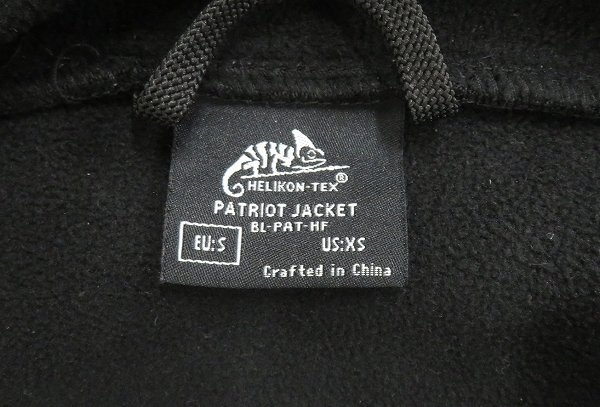 HELIKON-TEX®
PATRIOT JACKET
BL-PAT-HF
EU:S US:XS
Crafted in China